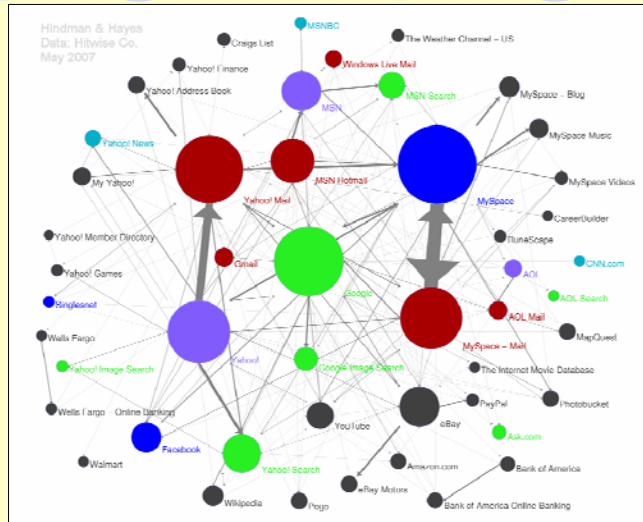 Hindman & Hayes
Data: Hitwise Co.
May 2007
MSNBC
Craigs List
The Weather Channel - US
Windows Live Mail
Yahoo! Finance
Yahoo! Address Book
MSN
MSN Search
MySpace - Blog
MySpace Music
Yahoo! News
My Yahoo!
Yahoo! Mail
MSN Hotmail
MySpace
MySpace Videos
CareerBuilder
Yahoo! Member Directory
RuneScape
Gmail
Google
AOL
CNN.com
Yahoo! Games
AOL Search
Singlesnet
AOL Mail
Wells Fargo
Yahoo!
MySpace - Mail
MapQuest
Yahoo! Image Search
Google Image Search
The Internet Movie Database
Wells Fargo Online Banking
YouTube
eBay
PayPal
Photobucket
Facebook
Ask.com
Walmart
Yahoo! Search
Amazon.com
Bank of America
Wikipedia
Pogo
eBay Motors
Bank of America Online Banking